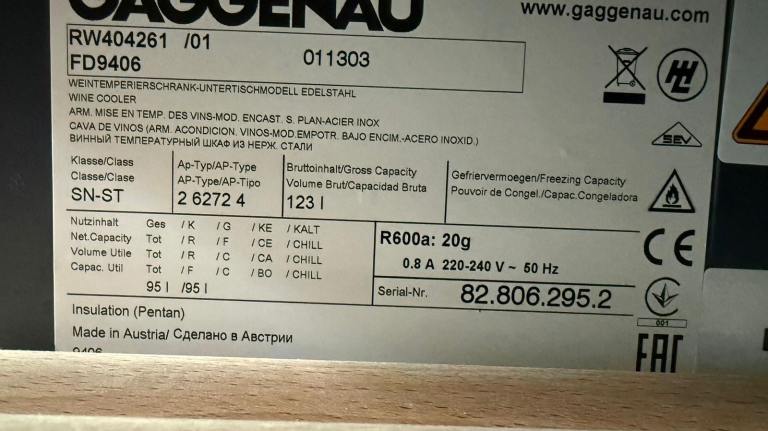 GAGGENAU
www.gaggenau.com
RW404261 /01
FD9406
011303
WEINTEMPERIERSCHRANK-UNTERTISCHMODELL EDELSTAHL
WINE COOLER
ARM. MISE EN TEMP. DES VINS-MOD. ENCAST. S. PLAN-ACIER INOX
CAVA DE VINOS (ARM. ACONDICION. VINOS-MOD.EMPOTR. BAJO ENCIM.-ACERO INOXID.)
ВИННЫЙ ТЕМПЕРАТУРНЫЙ ШКАФ ИЗ НЕРЖ. СТАЛИ
SEV
Klasse/Class
Classe/Clase
SN-ST
Ap-Typ/AP-Type
AP-Type/AP-Tipo
2 6272 4
Bruttoinhalt/Gross Capacity
Volume Brut/Capacidad Bruta
123 l
Gefriervermoegen/Freezing Capacity
Pouvoir de Congel./Capac.Congeladora
Nutzinhalt Ges / K / G / KE / KALT
Net.Capacity Tot / R / F / CE / CHILL
Volume Utile Tot / R / C / CA / CHILL
Capac. Util Tot / F / C / BO / CHILL
95 l /95 l
R600a: 20g
0.8 A 220-240 V ~ 50 Hz
Serial-Nr. 82.806.295.2
CE
001
EAC
Insulation (Pentan)
Made in Austria/ Сделано в Австрии
9406